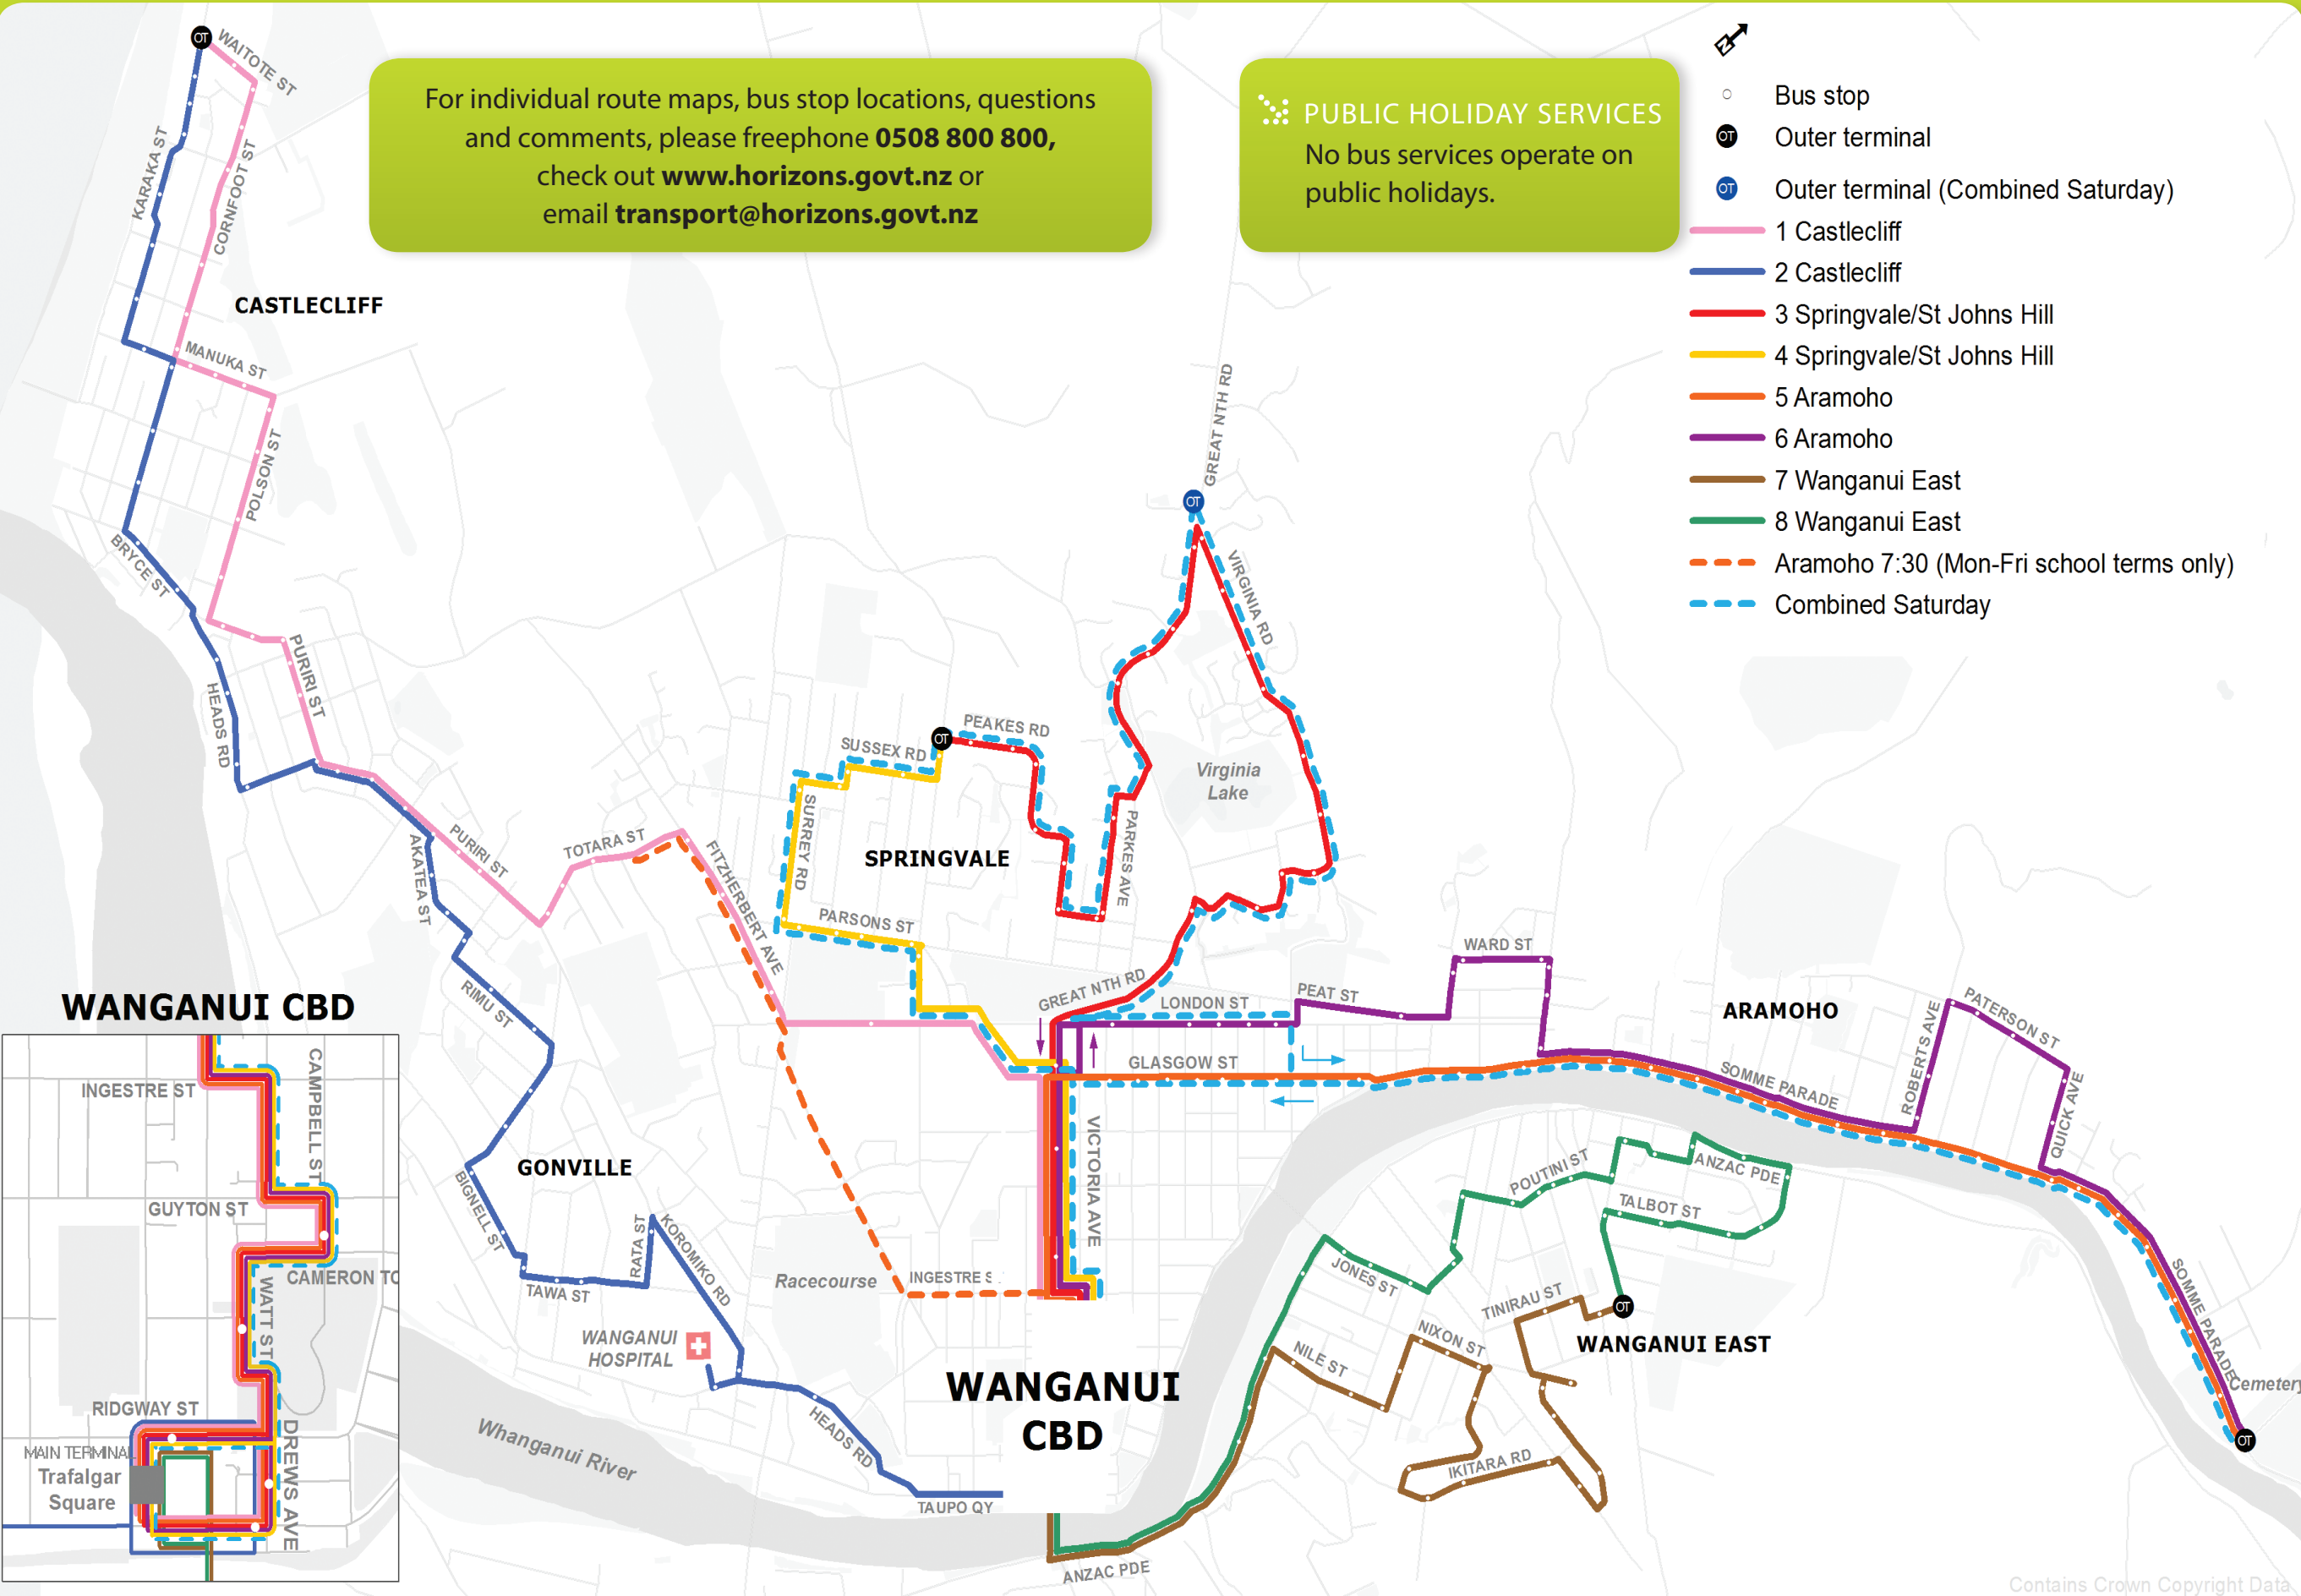 For individual route maps, bus stop locations, questions
and comments, please freephone 0508 800 800,
check out www.horizons.govt.nz or
email transport@horizons.govt.nz
PUBLIC HOLIDAY SERVICES
No bus services operate on
public holidays.
N
Bus stop
OT Outer terminal
OT Outer terminal (Combined Saturday)
1 Castlecliff
2 Castlecliff
3 Springvale/St Johns Hill
4 Springvale/St Johns Hill
5 Aramoho
6 Aramoho
7 Wanganui East
8 Wanganui East
Aramoho 7:30 (Mon-Fri school terms only)
Combined Saturday
OT
WAITOTE ST
KARAKA ST
CORNFOOT ST
CASTLECLIFF
MANUKA ST
POLSON ST
BRYCE ST
PURIRI ST
HEADS RD
AKATEA ST
PURIRI ST
TOTARA ST
FITZHERBERT AVE
RIMU ST
GONVILLE
BIGNELL ST
TAWA ST
RATA ST
KOROMIKO RD
WANGANUI
HOSPITAL
HEADS RD
TAUPO QY
Whanganui River
Racecourse
INGESTRE S
GREAT NTH RD
OT
VIRGINIA RD
OT
PEAKES RD
SUSSEX RD
SURREY RD
SPRINGVALE
PARSONS ST
PARKES AVE
Virginia
Lake
GREAT NTH RD
LONDON ST
PEAT ST
WARD ST
GLASGOW ST
VICTORIA AVE
ARAMOHO
SOMME PARADE
ROBERTS AVE
PATERSON ST
QUICK AVE
SOMME PARADE
Cemetery
OT
POUTINI ST
ANZAC PDE
TALBOT ST
JONES ST
TINIRAU ST
OT
WANGANUI EAST
NIXON ST
NILE ST
IKITARA RD
WANGANUI
CBD
ANZAC PDE
WANGANUI CBD
CAMPBELL ST
INGESTRE ST
GUYTON ST
CAMERON TC
WATT ST
RIDGWAY ST
MAIN TERMINAL
Trafalgar
Square
DREWS AVE
Contains Crown Copyright Data